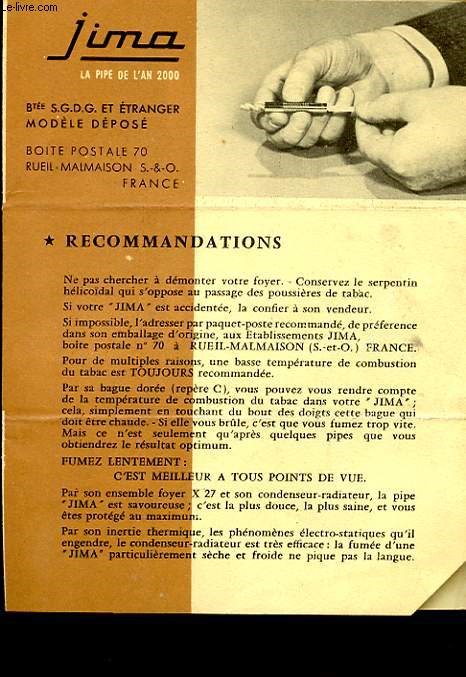 Le-livre.com
jima
LA PIPE DE L'AN 2000
BTÉE S.G.D.G. ET ÉTRANGER
MODÈLE DÉPOSÉ
BOITE POSTALE 70
RUEIL-MALMAISON S.-&-O.
FRANCE
★ RECOMMANDATIONS
Ne pas chercher à démonter votre foyer. - Conservez le serpentin
hélicoïdal qui s'oppose au passage des poussières de tabac.
Si votre "JIMA" est accidentée, la confier à son vendeur.
Si impossible, l'adresser par paquet-poste recommandé, de préférence
dans son emballage d'origine, aux Etablissements JIMA,
boîte postale n° 70 à RUEIL-MALMAISON (S.-et-O.) FRANCE.
Pour de multiples raisons, une basse température de combustion
du tabac est TOUJOURS recommandée.
Par sa bague dorée (repère C), vous pouvez vous rendre compte
de la température de combustion du tabac dans votre "JIMA" ;
cela, simplement en touchant du bout des doigts cette bague qui
doit être chaude. - Si elle vous brûle, c'est que vous fumez trop vite.
Mais ce n'est seulement qu'après quelques pipes que vous
obtiendrez le résultat optimum.
FUMEZ LENTEMENT :
C'EST MEILLEUR A TOUS POINTS DE VUE.
Par son ensemble foyer X 27 et son condenseur-radiateur, la pipe
"JIMA" est savoureuse ; c'est la plus douce, la plus saine, et vous
êtes protégé au maximum.
Par son inertie thermique, les phénomènes électro-statiques qu'il
engendre, le condenseur-radiateur est très efficace : la fumée d'une
"JIMA" particulièrement sèche et froide ne pique pas la langue.